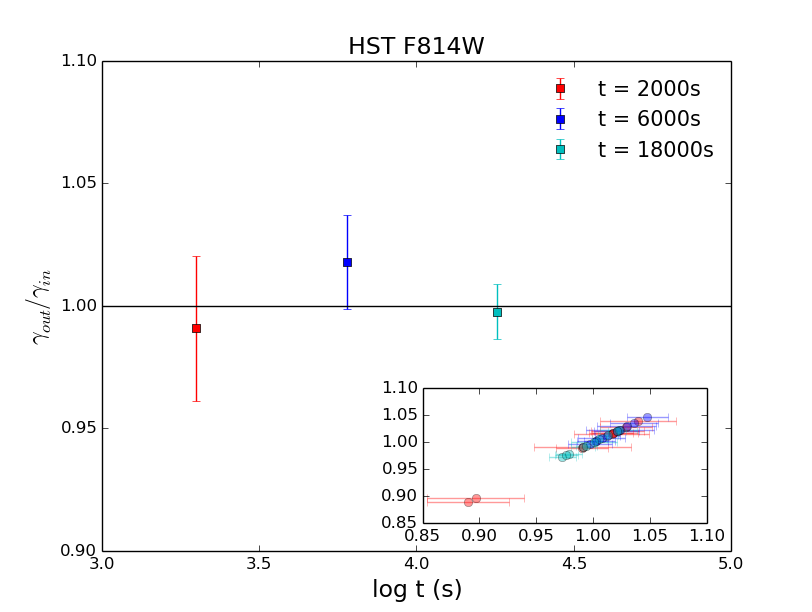 HST F814W
1.10
1.05
1.00
0.95
0.90
γout/γin
t = 2000s
t = 6000s
t = 18000s
1.10
1.05
1.00
0.95
0.90
0.85
0.85 0.90 0.95 1.00 1.05 1.10
3.0 3.5 4.0 4.5 5.0
log t (s)